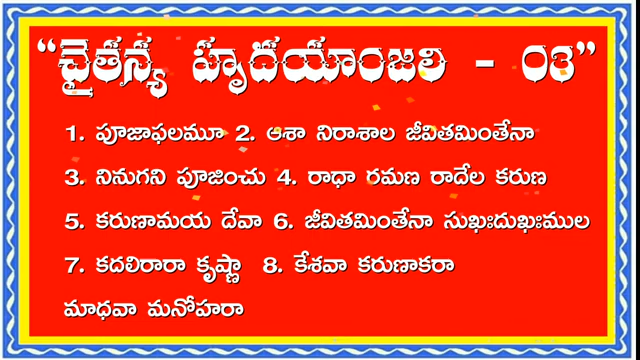 “చైతన్య హృదయాంజలి - 03”
1. పూజాఫలమూ 2. ఆశా నిరాశాల జీవితమింతేనా
3. నినుగని పూజించు 4. రాధా రమణ రాదేల కరుణ
5. కరుణామయ దేవా 6. జీవితమింతేనా సుఖఃదుఖఃముల
7. కదలిరారా కృష్ణా 8. కేశవా కరుణాకరా
మాధవా మనోహరా